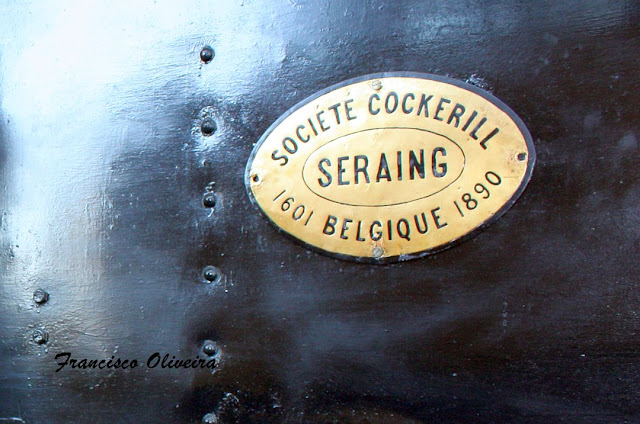 SOCIÉTÉ COCKERILL
SERAING
1601 BELGIQUE 1890
Francisco Oliveira